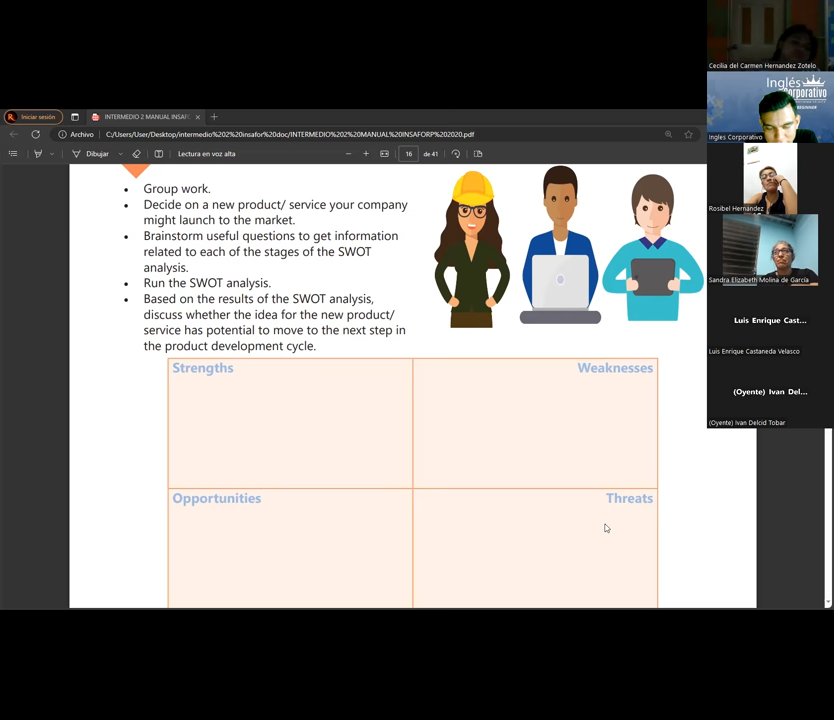 Cecilia del Carmen Hernandez Zotelo
Inglés
Corporativo
BEGINNER
Ingles Corporativo
Rosibel Hernández
Sandra Elizabeth Molina de García
Luis Enrique Cast...
Luis Enrique Castaneda Velasco
(Oyente) Ivan Del...
(Oyente) Ivan Delcid Tobar
Iniciar sesión
INTERMEDIO 2 MANUAL INSAFOR
Archivo
C:/Users/User/Desktop/intermedio%202%20insafor%20doc/INTERMEDIO%202%20MANUAL%20INSAFORP%202020.pdf
Dibujar
Lectura en voz alta
16
de 41
• Group work.
• Decide on a new product/ service your company
might launch to the market.
• Brainstorm useful questions to get information
related to each of the stages of the SWOT
analysis.
• Run the SWOT analysis.
• Based on the results of the SWOT analysis,
discuss whether the idea for the new product/
service has potential to move to the next step in
the product development cycle.
Strengths
Weaknesses
Opportunities
Threats